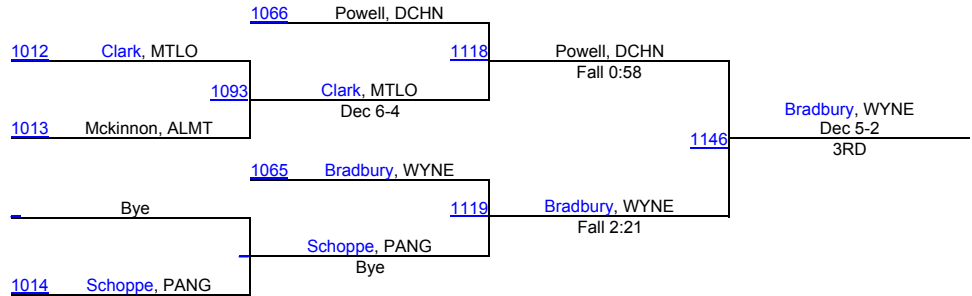 1066 Powell, DCHN
1012 Clark, MTLO
1118 Powell, DCHN
Fall 0:58
1093 Clark, MTLO
Dec 6-4
1013 Mckinnon, ALMT
Bradbury, WYNE
1146 Dec 5-2
3RD
1065 Bradbury, WYNE
Bye
1119 Bradbury, WYNE
Fall 2:21
Schoppe, PANG
Bye
1014 Schoppe, PANG